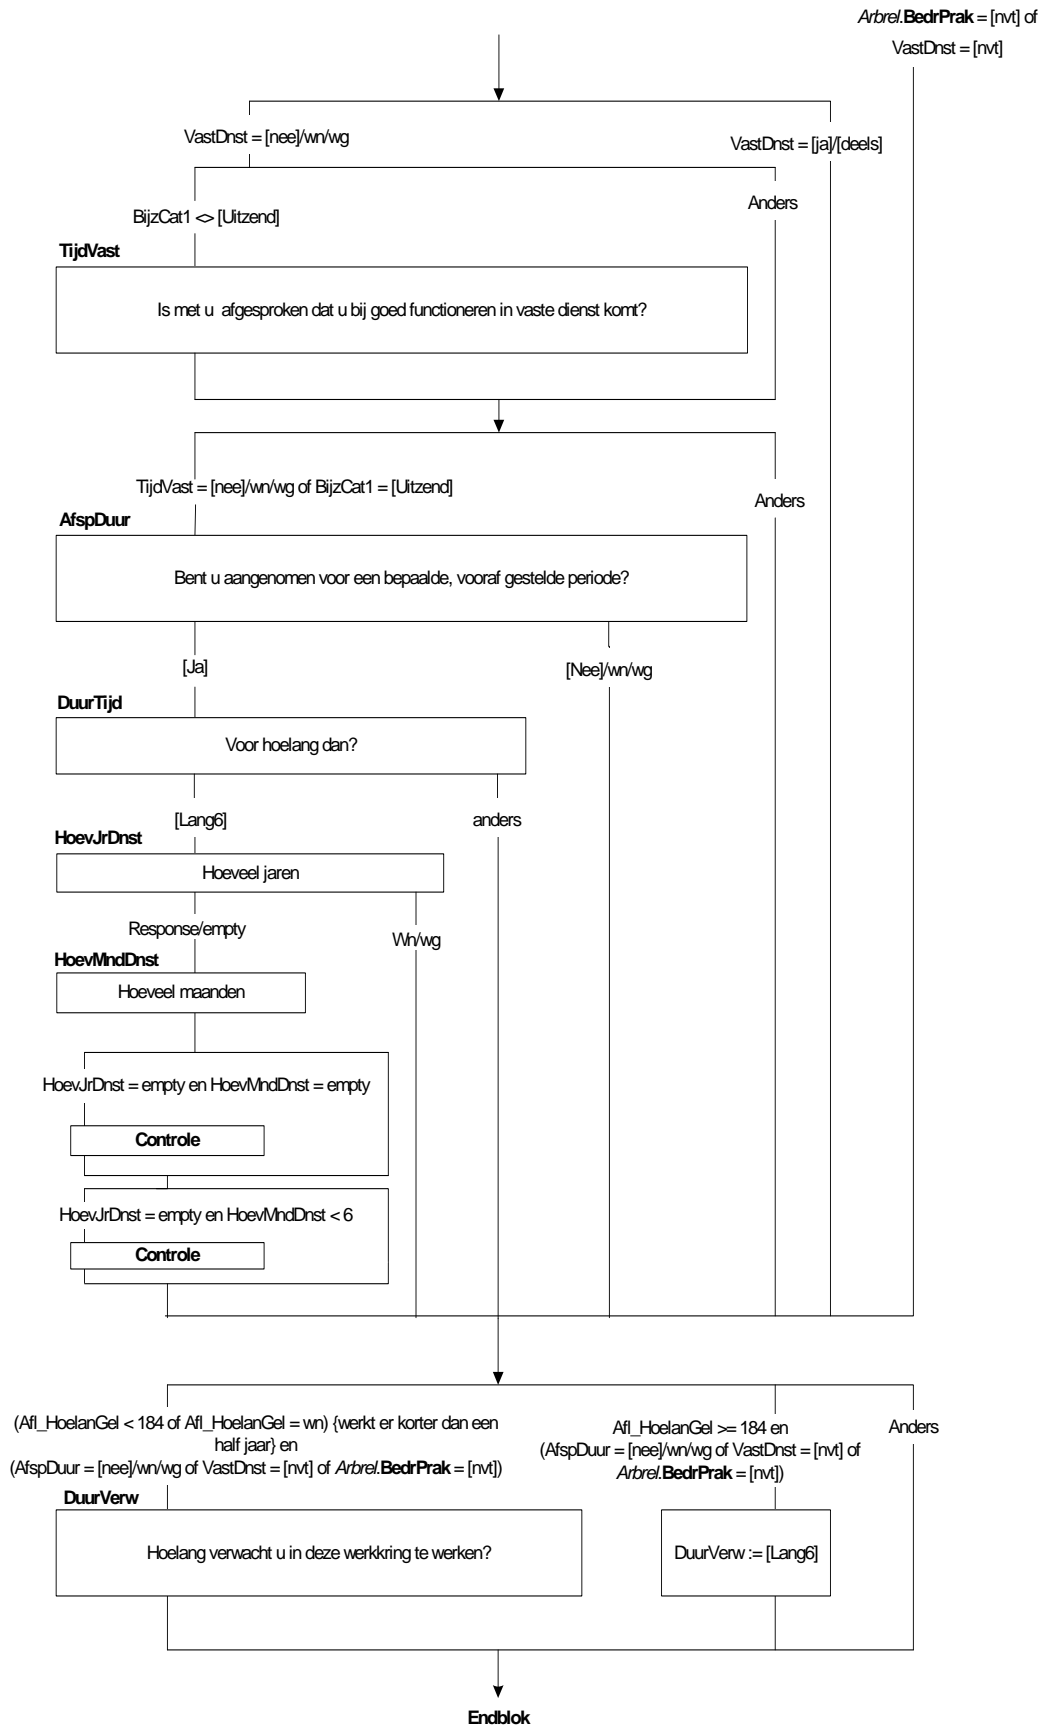 Arbrel.BedrPrak = [nvt] of
VastDnst = [nvt]
VastDnst = [nee]/wn/wg
VastDnst = [ja]/[deels]
BijzCat1 <> [Uitzend]
Anders
TijdVast
Is met u afgesproken dat u bij goed functioneren in vaste dienst komt?
TijdVast = [nee]/wn/wg of BijzCat1 = [Uitzend]
Anders
AfspDuur
Bent u aangenomen voor een bepaalde, vooraf gestelde periode?
[Ja]
[Nee]/wn/wg
DuurTijd
Voor hoelang dan?
[Lang6]
anders
HoevJrDnst
Hoeveel jaren
Response/empty
Wn/wg
HoevMndDnst
Hoeveel maanden
HoevJrDnst = empty en HoevMndDnst = empty
Controle
HoevJrDnst = empty en HoevMndDnst < 6
Controle
(Afl_HoelanGel < 184 of Afl_HoelanGel = wn) {werkt er korter dan een
half jaar} en
(AfspDuur = [nee]/wn/wg of VastDnst = [nvt] of Arbrel.BedrPrak = [nvt])
Afl_HoelanGel >= 184 en
(AfspDuur = [nee]/wn/wg of VastDnst = [nvt] of
Arbrel.BedrPrak = [nvt])
Anders
DuurVerw
Hoelang verwacht u in deze werkkring te werken?
DuurVerw := [Lang6]
Endblok